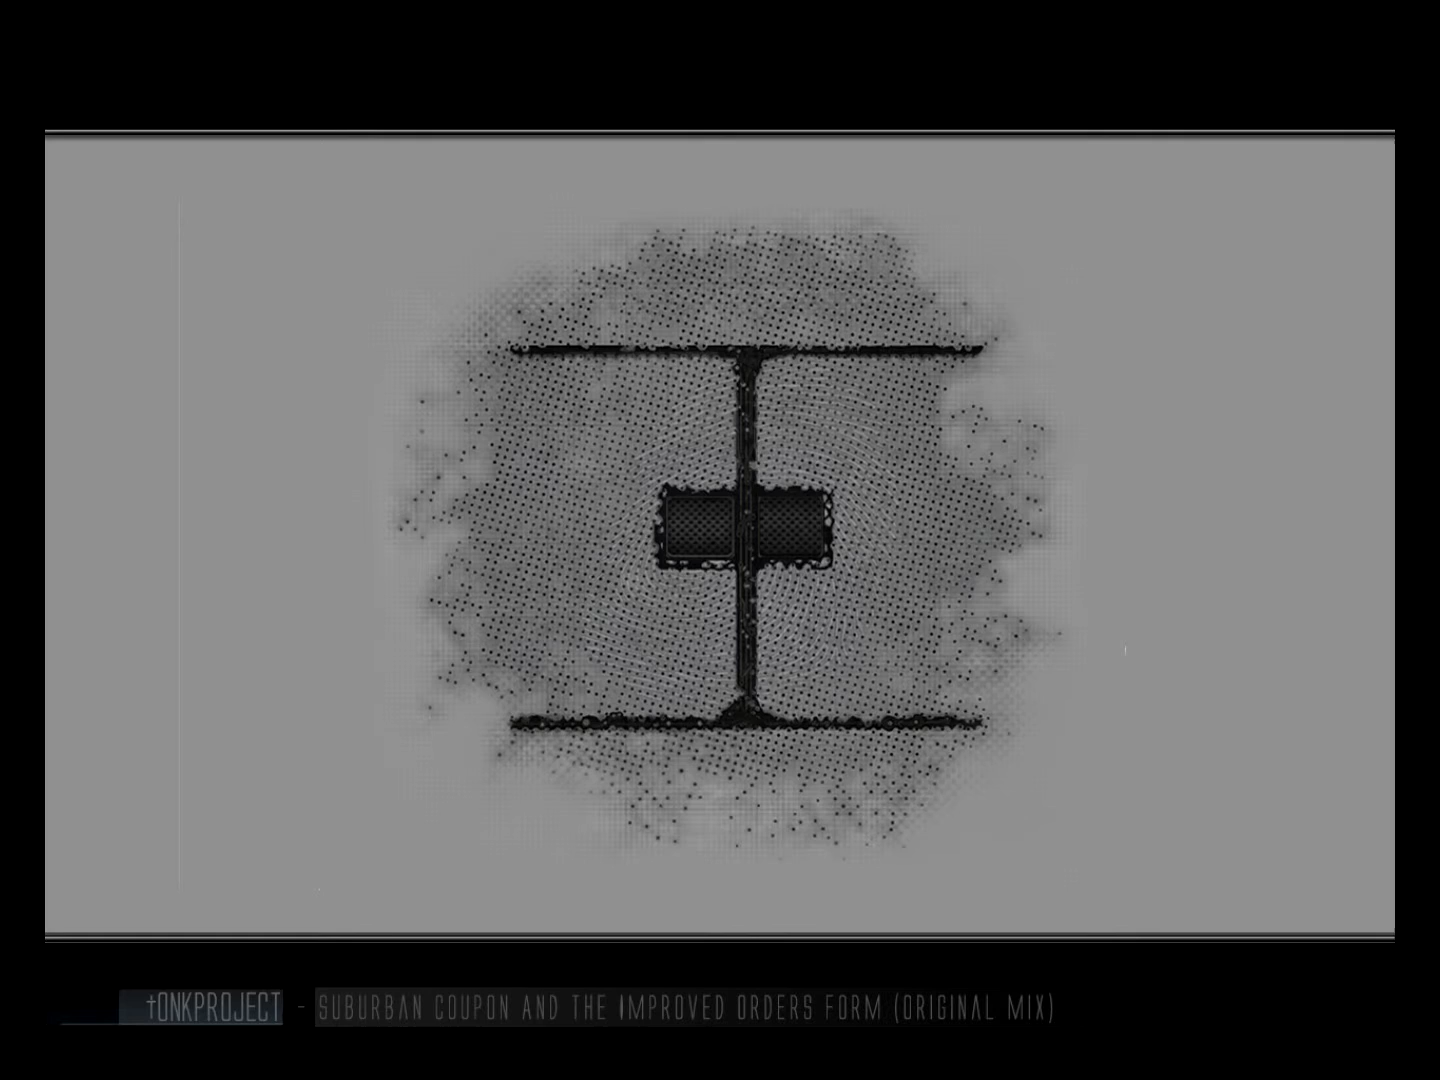 †ONKPROJECT - SUBURBAN COUPON AND THE IMPROVED ORDERS FORM (ORIGINAL MIX)